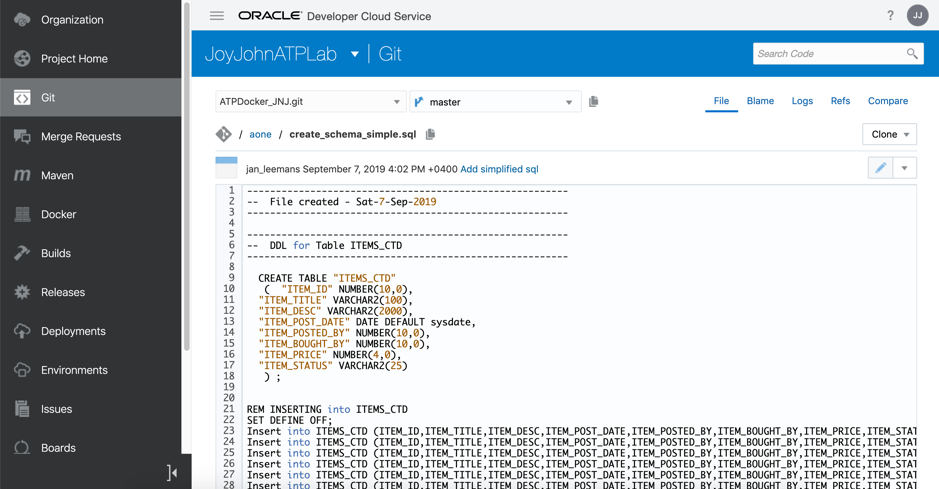 Organization
Project Home
Git
Merge Requests
Maven
Docker
Builds
Releases
Deployments
Environments
Issues
Boards
ORACLE Developer Cloud Service
? JJ
JoyJohnATPLab Git
Search Code
ATPDocker_JNJ.git
master
File Blame Logs Refs Compare
/ aone / create_schema_simple.sql
Clone
jan_leemans September 7, 2019 4:02 PM +0400 Add simplified sql
1 --------------------------------------------------------
2 --  File created - Sat-7-Sep-2019
3 --------------------------------------------------------
4
5 --------------------------------------------------------
6 --  DDL for Table ITEMS_CTD
7 --------------------------------------------------------
8
9 CREATE TABLE "ITEMS_CTD"
10 (  "ITEM_ID" NUMBER(10,0),
11 "ITEM_TITLE" VARCHAR2(100),
12 "ITEM_DESC" VARCHAR2(2000),
13 "ITEM_POST_DATE" DATE DEFAULT sysdate,
14 "ITEM_POSTED_BY" NUMBER(10,0),
15 "ITEM_BOUGHT_BY" NUMBER(10,0),
16 "ITEM_PRICE" NUMBER(4,0),
17 "ITEM_STATUS" VARCHAR2(25)
18 ) ;
19
20
21 REM INSERTING into ITEMS_CTD
22 SET DEFINE OFF;
23 Insert into ITEMS_CTD (ITEM_ID,ITEM_TITLE,ITEM_DESC,ITEM_POST_DATE,ITEM_POSTED_BY,ITEM_BOUGHT_BY,ITEM_PRICE,ITEM_STAT
24 Insert into ITEMS_CTD (ITEM_ID,ITEM_TITLE,ITEM_DESC,ITEM_POST_DATE,ITEM_POSTED_BY,ITEM_BOUGHT_BY,ITEM_PRICE,ITEM_STAT
25 Insert into ITEMS_CTD (ITEM_ID,ITEM_TITLE,ITEM_DESC,ITEM_POST_DATE,ITEM_POSTED_BY,ITEM_BOUGHT_BY,ITEM_PRICE,ITEM_STAT
26 Insert into ITEMS_CTD (ITEM_ID,ITEM_TITLE,ITEM_DESC,ITEM_POST_DATE,ITEM_POSTED_BY,ITEM_BOUGHT_BY,ITEM_PRICE,ITEM_STAT
27 Insert into ITEMS_CTD (ITEM_ID,ITEM_TITLE,ITEM_DESC,ITEM_POST_DATE,ITEM_POSTED_BY,ITEM_BOUGHT_BY,ITEM_PRICE,ITEM_STAT
28 Insert into ITEMS_CTD (ITEM_ID,ITEM_TITLE,ITEM_DESC,ITEM_POST_DATE,ITEM_POSTED_BY,ITEM_BOUGHT_BY,ITEM_PRICE,ITEM_STAT